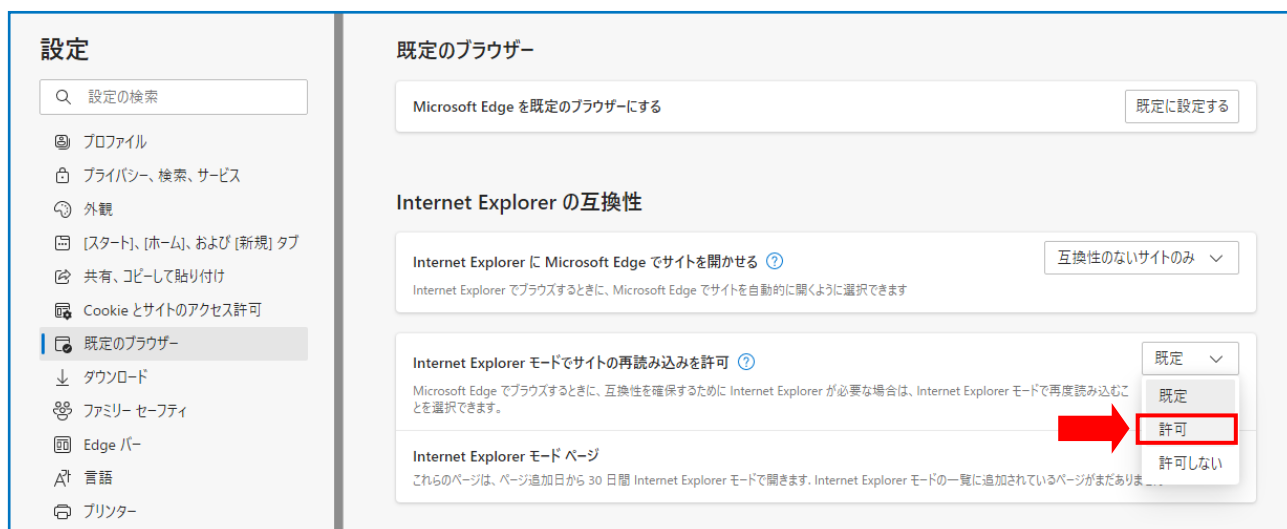 設定
設定の検索
プロファイル
プライバシー、検索、サービス
外観
[スタート]、[ホーム]、および [新規] タブ
共有、コピーして貼り付け
Cookie とサイトのアクセス許可
既定のブラウザー
ダウンロード
ファミリー セーフティ
Edge バー
言語
プリンター
既定のブラウザー
Microsoft Edge を既定のブラウザーにする
既定に設定する
Internet Explorer の互換性
Internet Explorer に Microsoft Edge でサイトを開かせる
互換性のないサイトのみ
Internet Explorer でブラウズするときに、Microsoft Edge でサイトを自動的に開くように選択できます
Internet Explorer モードでサイトの再読み込みを許可
既定
Microsoft Edge でブラウズするときに、互換性を確保するために Internet Explorer が必要な場合は、Internet Explorer モードで再度読み込むこ
とを選択できます。
既定
許可
許可しない
Internet Explorer モード ページ
これらのページは、ページ追加日から 30 日間 Internet Explorer モードで開きます. Internet Explorer モードの一覧に追加されているページがまだありま